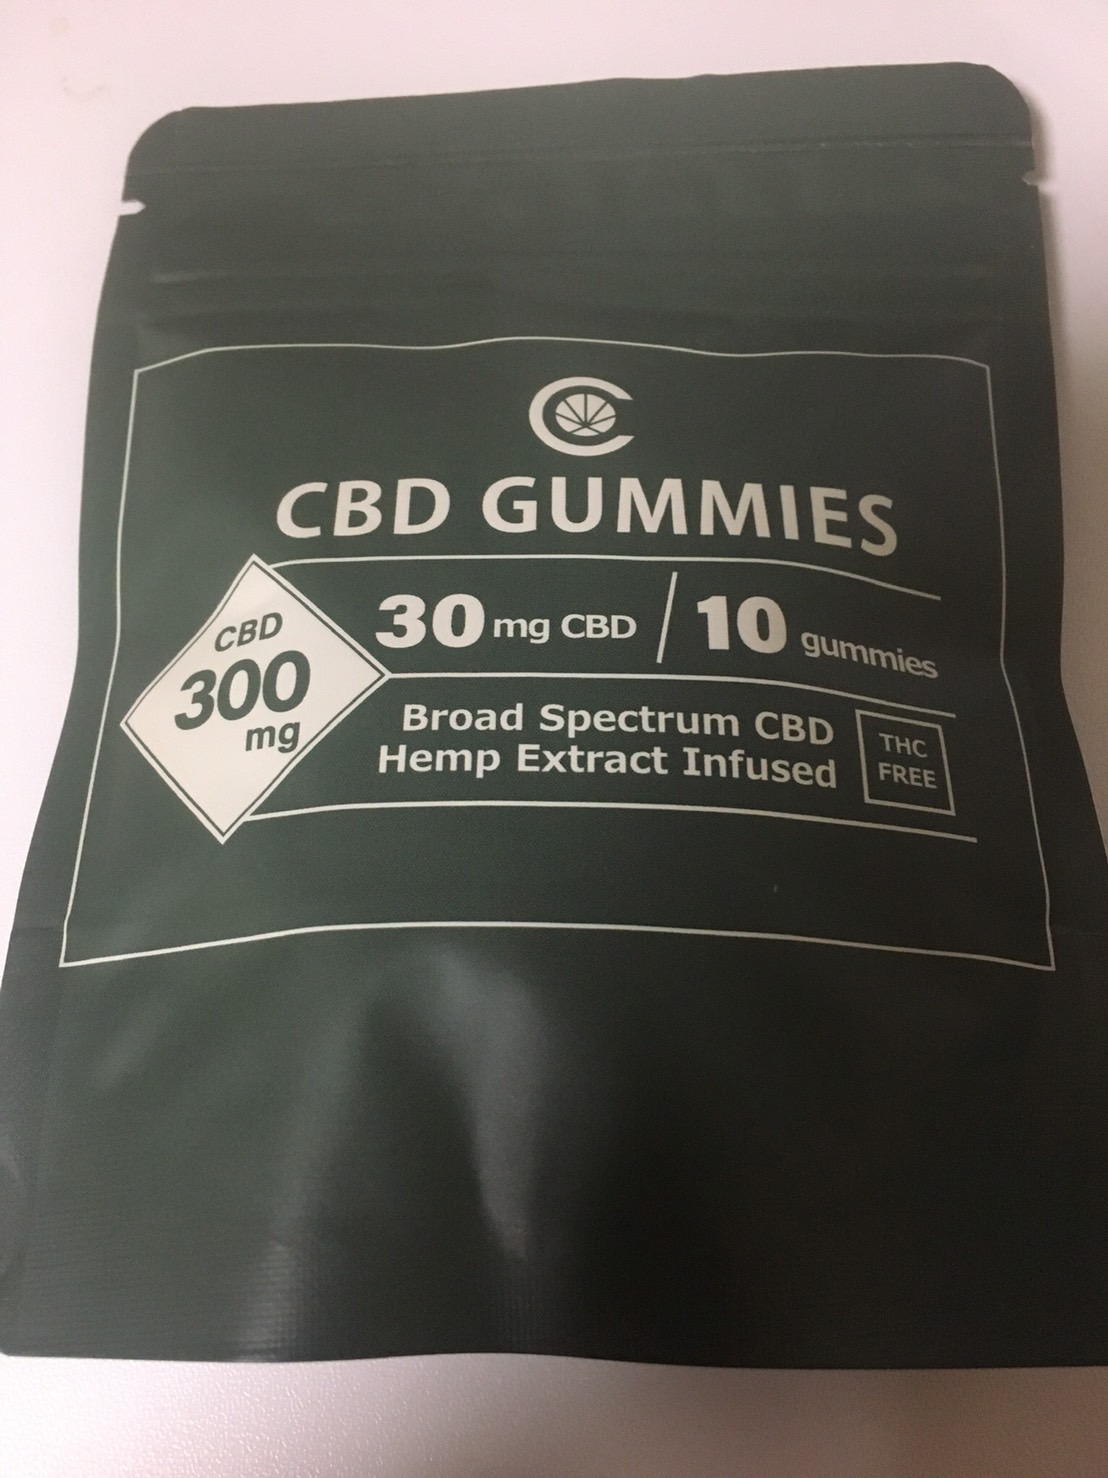 CBD GUMMIES
CBD
300
mg
30 mg CBD / 10 gummies
Broad Spectrum CBD
Hemp Extract Infused
THC
FREE